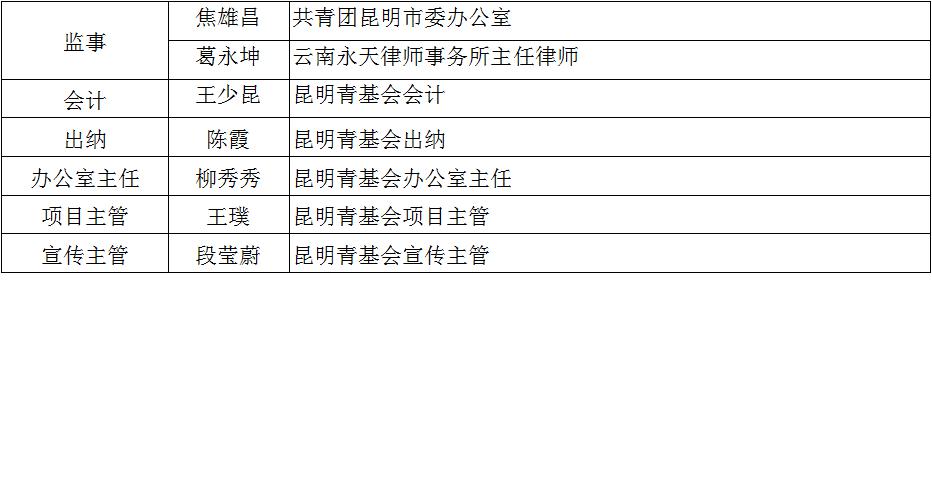 监事 焦雄昌 共青团昆明市委办公室
葛永坤 云南永天律师事务所主任律师
会计 王少昆 昆明青基会会计
出纳 陈霞 昆明青基会出纳
办公室主任 柳秀秀 昆明青基会办公室主任
项目主管 王璞 昆明青基会项目主管
宣传主管 段莹蔚 昆明青基会宣传主管